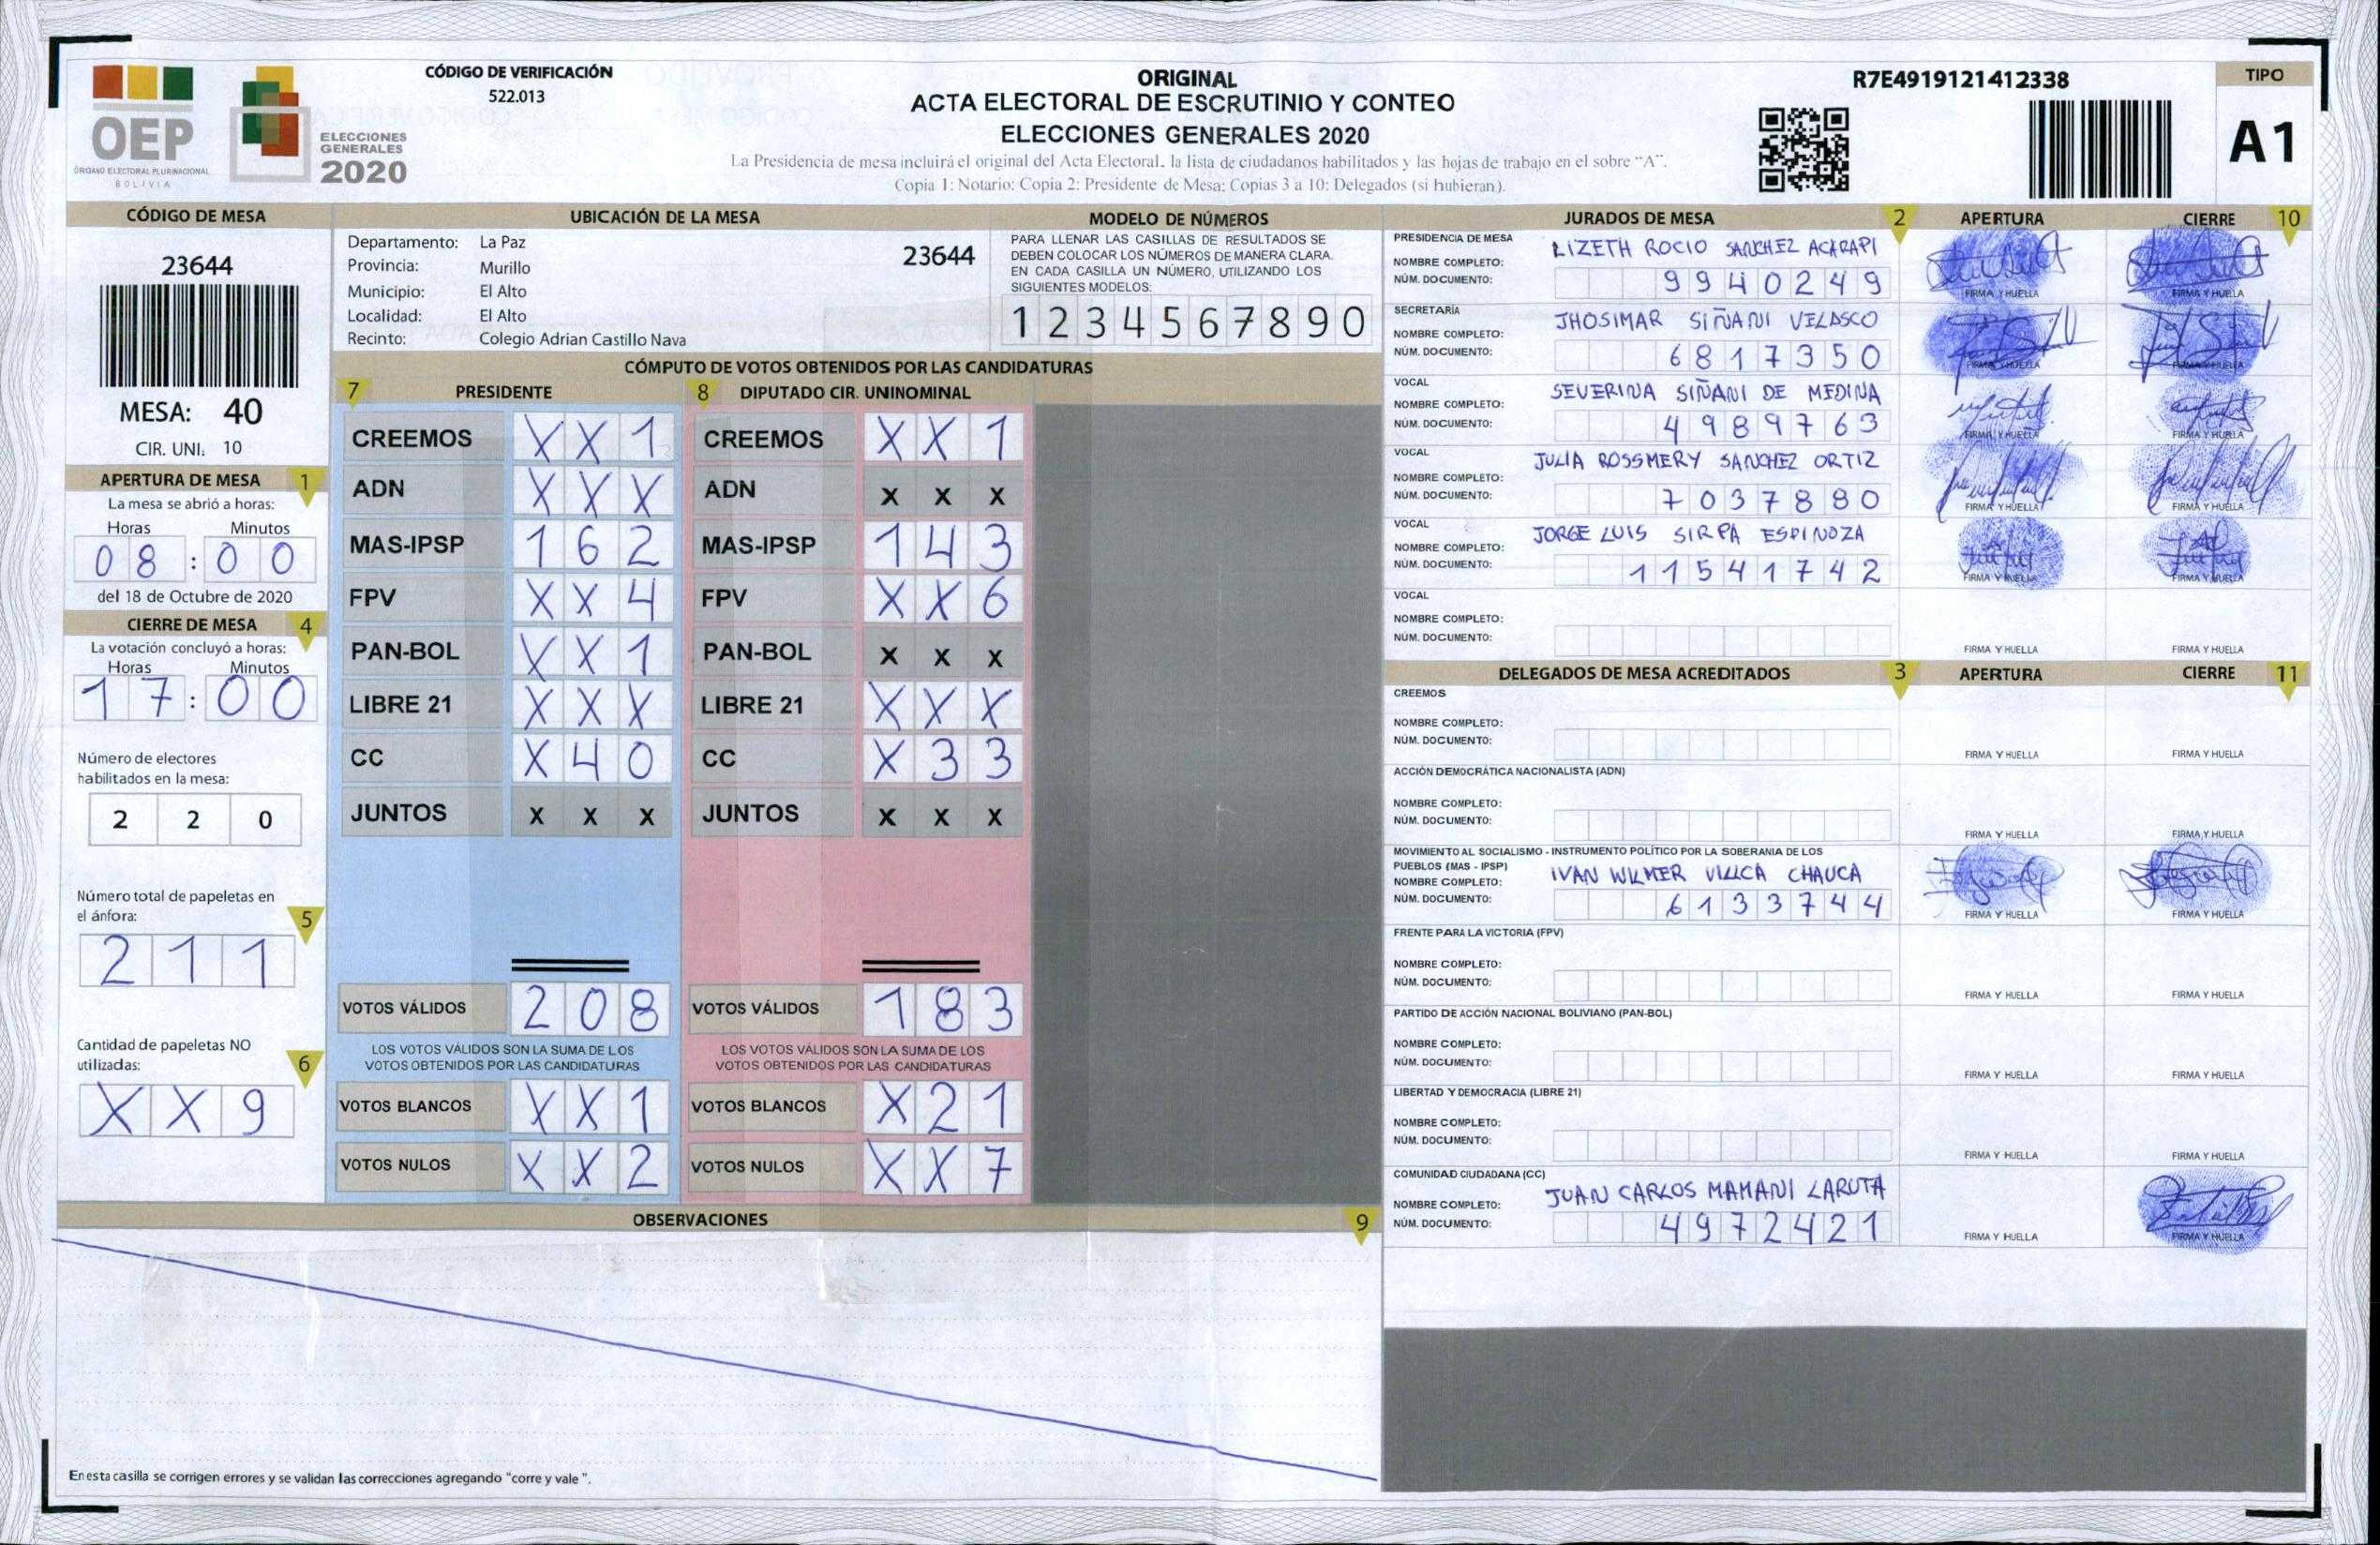 OEP
ÓRGANO ELECTORAL PLURINACIONAL
BOLIVIA
ELECCIONES
GENERALES
2020
CÓDIGO DE VERIFICACIÓN
522.013
ORIGINAL
ACTA ELECTORAL DE ESCRUTINIO Y CONTEO
ELECCIONES GENERALES 2020
La Presidencia de mesa incluirá el original del Acta Electoral, la lista de ciudadanos habilitados y las hojas de trabajo en el sobre "A".
Copia 1: Notario; Copia 2: Presidente de Mesa; Copias 3 a 10: Delegados (si hubieran).
R7E4919121412338
TIPO
A1
CÓDIGO DE MESA
23644
MESA: 40
CIR. UNI. 10
APERTURA DE MESA 1
La mesa se abrió a horas:
Horas Minutos
08:00
del 18 de Octubre de 2020
CIERRE DE MESA 4
La votación concluyó a horas:
Horas Minutos
17:00
Número de electores
habilitados en la mesa:
2 2 0
Número total de papeletas en
el ánfora: 5
2 1 1
Cantidad de papeletas NO
utilizadas: 6
X X 9
UBICACIÓN DE LA MESA
Departamento: La Paz
Provincia: Murillo
Municipio: El Alto
Localidad: El Alto
Recinto: Colegio Adrian Castillo Nava
23644
MODELO DE NÚMEROS
PARA LLENAR LAS CASILLAS DE RESULTADOS SE
DEBEN COLOCAR LOS NÚMEROS DE MANERA CLARA.
EN CADA CASILLA UN NÚMERO, UTILIZANDO LOS
SIGUIENTES MODELOS:
1 2 3 4 5 6 7 8 9 0
CÓMPUTO DE VOTOS OBTENIDOS POR LAS CANDIDATURAS
7 PRESIDENTE 8 DIPUTADO CIR. UNINOMINAL
CREEMOS X X 1 CREEMOS X X 1
ADN X X X ADN X X X
MAS-IPSP 1 6 2 MAS-IPSP 1 4 3
FPV X X 4 FPV X X 6
PAN-BOL X X 1 PAN-BOL X X X
LIBRE 21 X X X LIBRE 21 X X X
CC X 4 0 CC X 3 3
JUNTOS X X X JUNTOS X X X
VOTOS VÁLIDOS 2 0 8 VOTOS VÁLIDOS 1 8 3
LOS VOTOS VÁLIDOS SON LA SUMA DE LOS LOS VOTOS VÁLIDOS SON LA SUMA DE LOS
VOTOS OBTENIDOS POR LAS CANDIDATURAS VOTOS OBTENIDOS POR LAS CANDIDATURAS
VOTOS BLANCOS X X 1 VOTOS BLANCOS X 2 1
VOTOS NULOS X X 2 VOTOS NULOS X X 7
OBSERVACIONES 9
En esta casilla se corrigen errores y se validan las correcciones agregando "corre y vale".
JURADOS DE MESA 2 APERTURA CIERRE 10
PRESIDENCIA DE MESA
NOMBRE COMPLETO: LIZETH ROCIO SANCHEZ ACARAPI
NÚM. DOCUMENTO: 9940249
FIRMA Y HUELLA FIRMA Y HUELLA
SECRETARÍA
NOMBRE COMPLETO: JHOSIMAR SIÑANI VELASCO
NÚM. DOCUMENTO: 6817350
FIRMA Y HUELLA FIRMA Y HUELLA
VOCAL
NOMBRE COMPLETO: SEVERINA SIÑANI DE MEDINA
NÚM. DOCUMENTO: 4989763
FIRMA Y HUELLA FIRMA Y HUELLA
VOCAL
NOMBRE COMPLETO: JULIA ROSSMERY SANCHEZ ORTIZ
NÚM. DOCUMENTO: 7037880
FIRMA Y HUELLA FIRMA Y HUELLA
VOCAL
NOMBRE COMPLETO: JORGE LUIS SIRPA ESPINOZA
NÚM. DOCUMENTO: 11541742
FIRMA Y HUELLA FIRMA Y HUELLA
VOCAL
NOMBRE COMPLETO:
NÚM. DOCUMENTO:
FIRMA Y HUELLA FIRMA Y HUELLA
DELEGADOS DE MESA ACREDITADOS 3 APERTURA CIERRE 11
CREEMOS
NOMBRE COMPLETO:
NÚM. DOCUMENTO:
FIRMA Y HUELLA FIRMA Y HUELLA
ACCIÓN DEMOCRÁTICA NACIONALISTA (ADN)
NOMBRE COMPLETO:
NÚM. DOCUMENTO:
FIRMA Y HUELLA FIRMA Y HUELLA
MOVIMIENTO AL SOCIALISMO - INSTRUMENTO POLÍTICO POR LA SOBERANIA DE LOS
PUEBLOS (MAS - IPSP)
NOMBRE COMPLETO: IVAN WILMER VILLCA CHAUCA
NÚM. DOCUMENTO: 6133744
FIRMA Y HUELLA FIRMA Y HUELLA
FRENTE PARA LA VICTORIA (FPV)
NOMBRE COMPLETO:
NÚM. DOCUMENTO:
FIRMA Y HUELLA FIRMA Y HUELLA
PARTIDO DE ACCIÓN NACIONAL BOLIVIANO (PAN-BOL)
NOMBRE COMPLETO:
NÚM. DOCUMENTO:
FIRMA Y HUELLA FIRMA Y HUELLA
LIBERTAD Y DEMOCRACIA (LIBRE 21)
NOMBRE COMPLETO:
NÚM. DOCUMENTO:
FIRMA Y HUELLA FIRMA Y HUELLA
COMUNIDAD CIUDADANA (CC)
NOMBRE COMPLETO: JUAN CARLOS MAMANI LARUTA
NÚM. DOCUMENTO: 4972421
FIRMA Y HUELLA FIRMA Y HUELLA